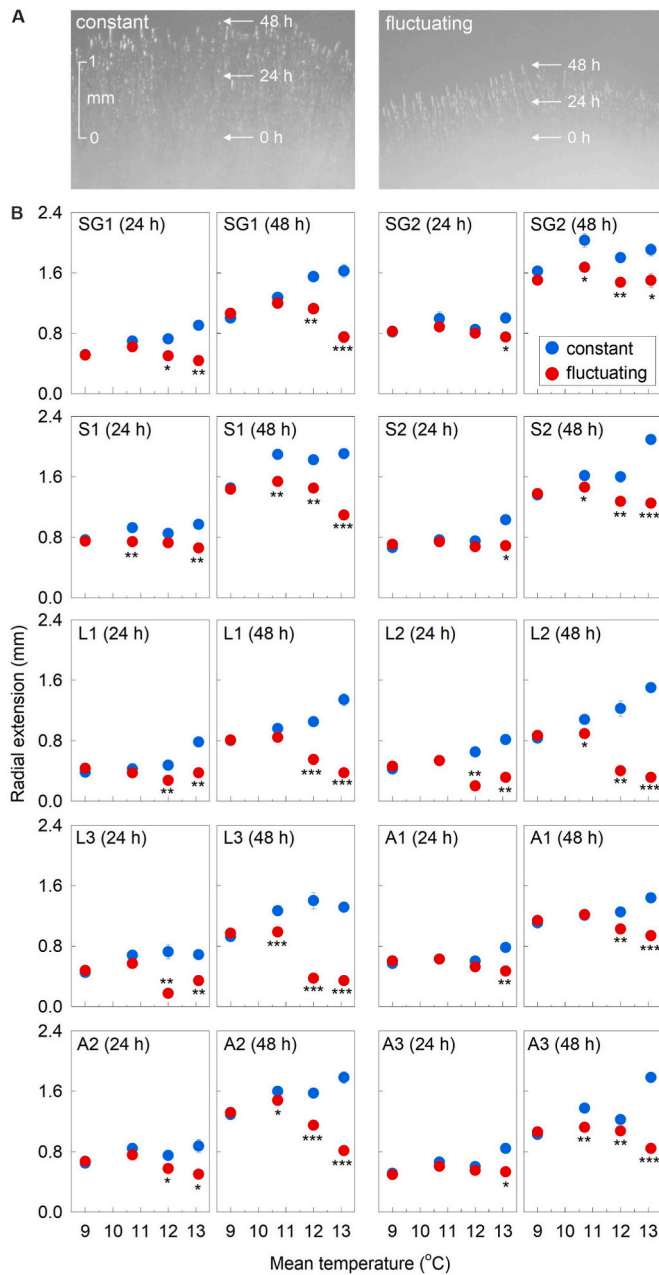 A
constant
48 h
1
24 h
mm
0
0 h
fluctuating
48 h
24 h
0 h
B
2.4
SG1 (24 h)
SG1 (48 h)
SG2 (24 h)
SG2 (48 h)
1.6
0.8
0.0
** ***
* **
*
* ** *
constant
fluctuating
2.4
S1 (24 h)
S1 (48 h)
S2 (24 h)
S2 (48 h)
1.6
0.8
0.0
** **
** ** ***
*
* ** ***
2.4
L1 (24 h)
L1 (48 h)
L2 (24 h)
L2 (48 h)
1.6
0.8
0.0
** **
*** ***
** **
* ** ***
2.4
L3 (24 h)
L3 (48 h)
A1 (24 h)
A1 (48 h)
1.6
0.8
0.0
** **
*** *** ***
**
** ***
2.4
A2 (24 h)
A2 (48 h)
A3 (24 h)
A3 (48 h)
1.6
0.8
0.0
* *
* *** ***
*
** ** ***
9 10 11 12 13
9 10 11 12 13
9 10 11 12 13
9 10 11 12 13
Radial extension (mm)
Mean temperature (°C)